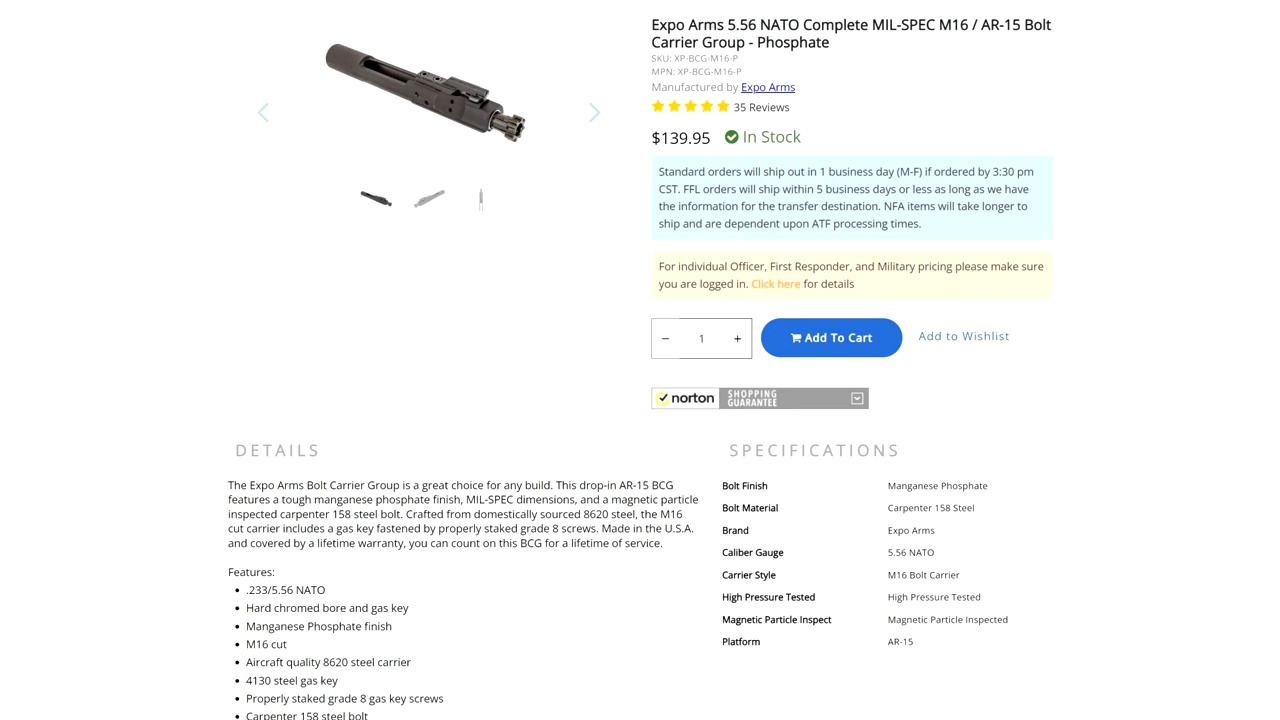 Expo Arms 5.56 NATO Complete MIL-SPEC M16 / AR-15 Bolt
Carrier Group - Phosphate
SKU: XP-BCG-M16-P
MPN: XP-BCG-M16-P
Manufactured by Expo Arms
35 Reviews
$139.95 In Stock
Standard orders will ship out in 1 business day (M-F) if ordered by 3:30 pm
CST. FFL orders will ship within 5 business days or less as long as we have
the information for the transfer destination. NFA items will take longer to
ship and are dependent upon ATF processing times.
For individual Officer, First Responder, and Military pricing please make sure
you are logged in. Click here for details
− 1 + Add To Cart Add to Wishlist
norton SHOPPING
GUARANTEE
DETAILS
The Expo Arms Bolt Carrier Group is a great choice for any build. This drop-in AR-15 BCG
features a tough manganese phosphate finish, MIL-SPEC dimensions, and a magnetic particle
inspected carpenter 158 steel bolt. Crafted from domestically sourced 8620 steel, the M16
cut carrier includes a gas key fastened by properly staked grade 8 screws. Made in the U.S.A.
and covered by a lifetime warranty, you can count on this BCG for a lifetime of service.
Features:
• .233/5.56 NATO
• Hard chromed bore and gas key
• Manganese Phosphate finish
• M16 cut
• Aircraft quality 8620 steel carrier
• 4130 steel gas key
• Properly staked grade 8 gas key screws
• Carpenter 158 steel bolt
SPECIFICATIONS
Bolt Finish Manganese Phosphate
Bolt Material Carpenter 158 Steel
Brand Expo Arms
Caliber Gauge 5.56 NATO
Carrier Style M16 Bolt Carrier
High Pressure Tested High Pressure Tested
Magnetic Particle Inspect Magnetic Particle Inspected
Platform AR-15